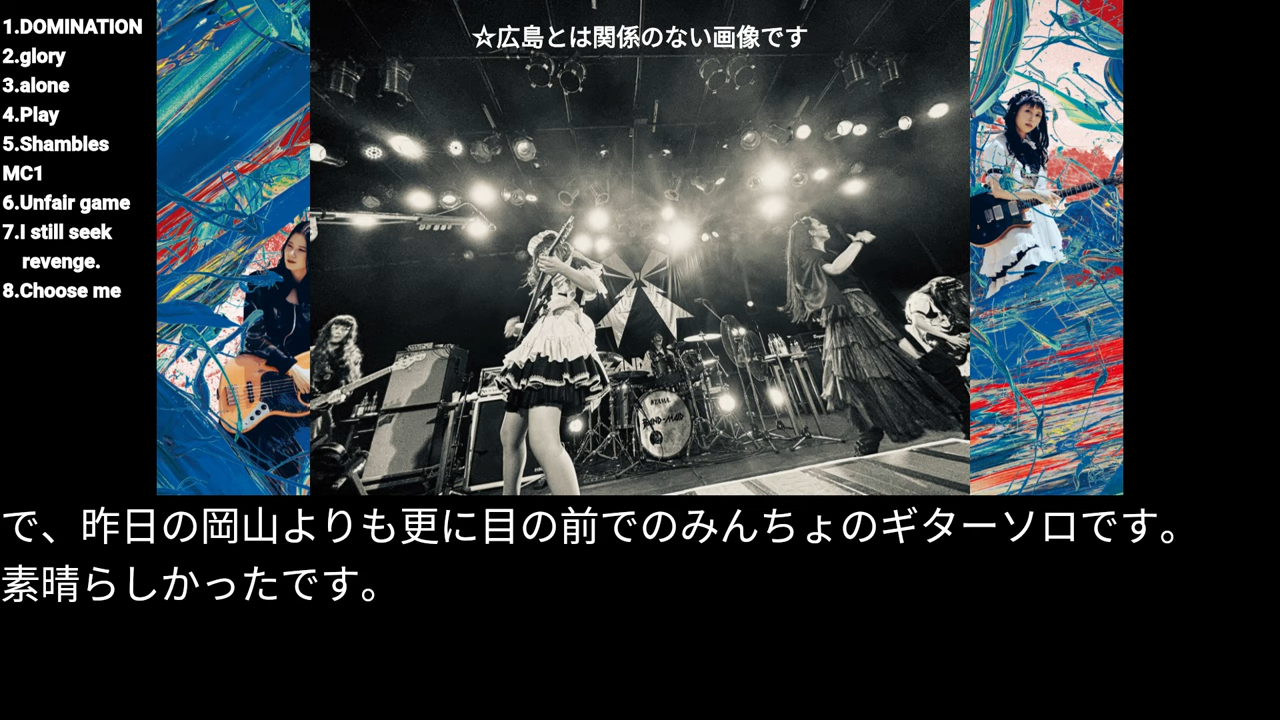 1.DOMINATION
2.glory
3.alone
4.Play
5.Shambles
MC1
6.Unfair game
7.I still seek
revenge.
8.Choose me
☆広島とは関係のない画像です
TAMA
BAND-MAID
で、昨日の岡山よりも更に目の前でのみんちょのギターソロです。
素晴らしかったです。